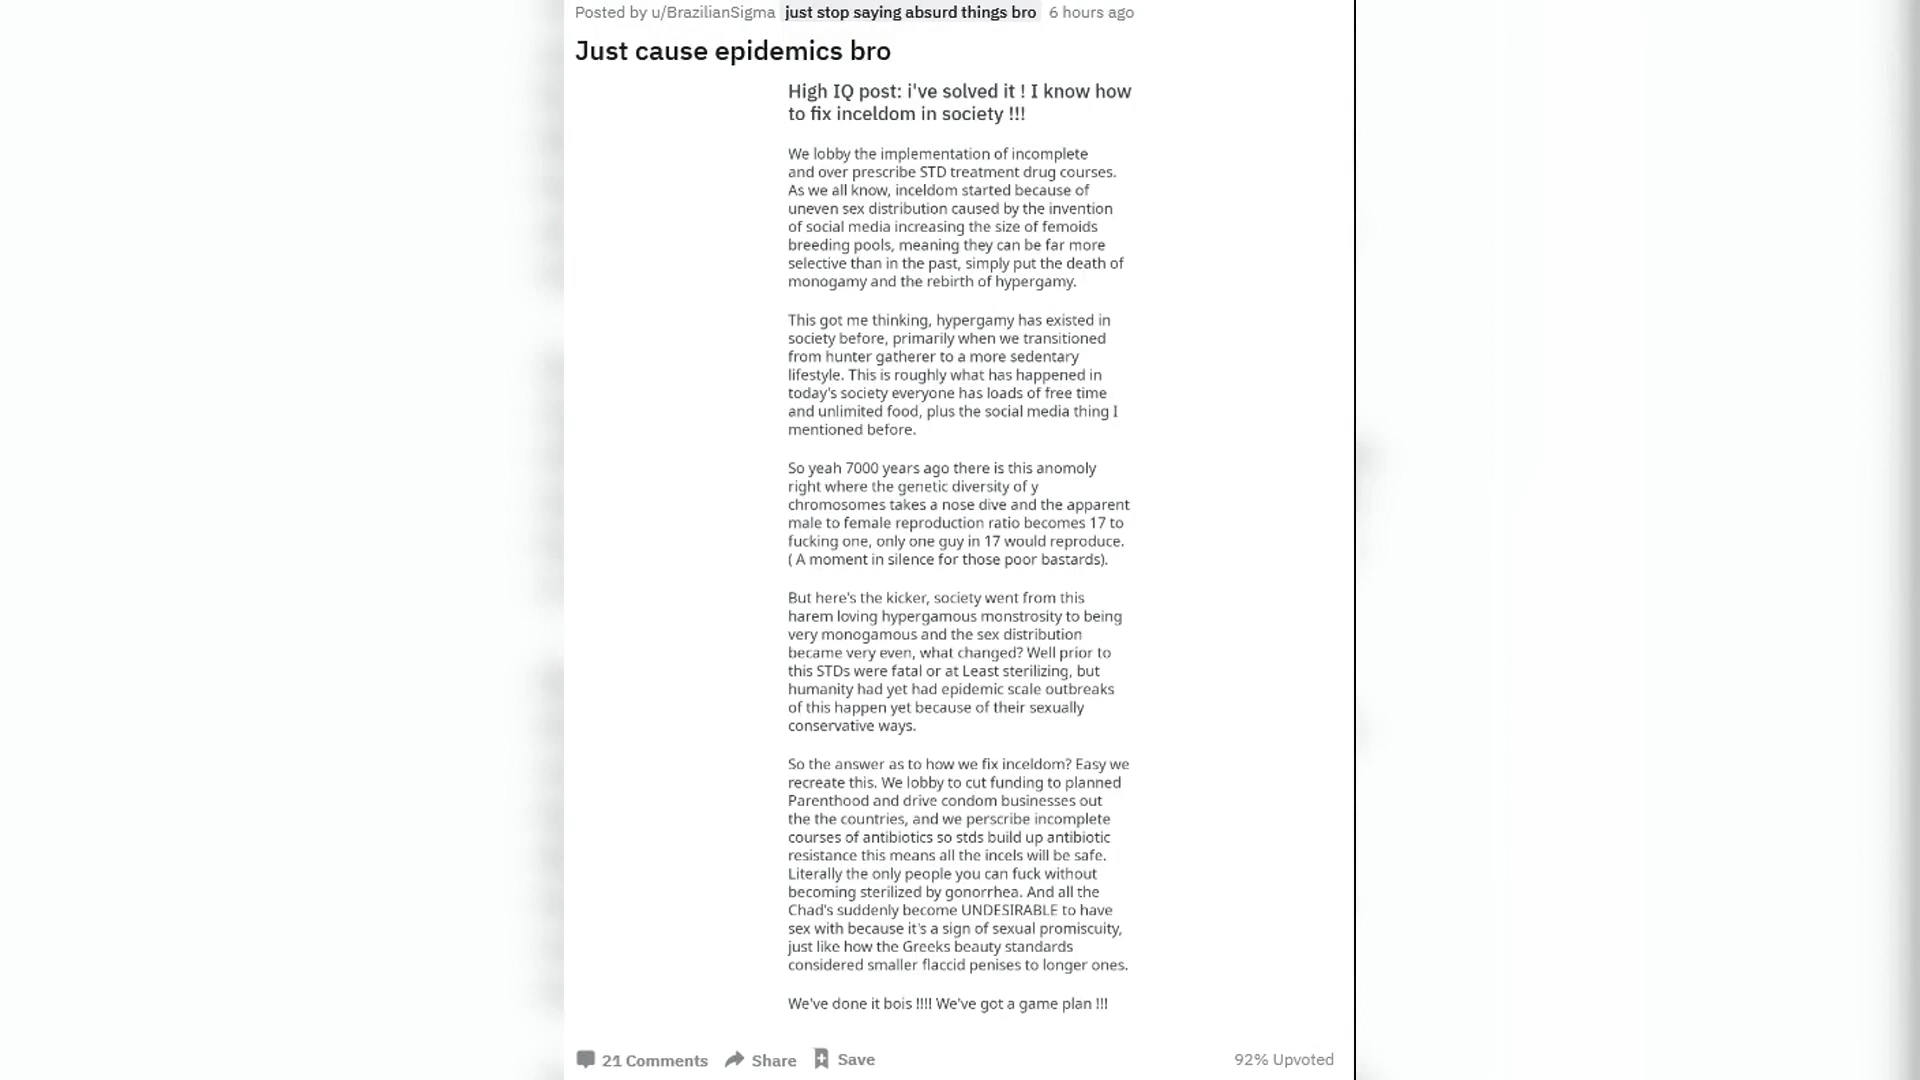 Posted by u/BrazilianSigma just stop saying absurd things bro 6 hours ago
Just cause epidemics bro
High IQ post: i've solved it ! I know how
to fix inceldom in society !!!
We lobby the implementation of incomplete
and over prescribe STD treatment drug courses.
As we all know, inceldom started because of
uneven sex distribution caused by the invention
of social media increasing the size of femoids
breeding pools, meaning they can be far more
selective than in the past, simply put the death of
monogamy and the rebirth of hypergamy.
This got me thinking, hypergamy has existed in
society before, primarily when we transitioned
from hunter gatherer to a more sedentary
lifestyle. This is roughly what has happened in
today's society everyone has loads of free time
and unlimited food, plus the social media thing I
mentioned before.
So yeah 7000 years ago there is this anomoly
right where the genetic diversity of y
chromosomes takes a nose dive and the apparent
male to female reproduction ratio becomes 17 to
fucking one, only one guy in 17 would reproduce.
( A moment in silence for those poor bastards).
But here's the kicker, society went from this
harem loving hypergamous monstrosity to being
very monogamous and the sex distribution
became very even, what changed? Well prior to
this STDs were fatal or at Least sterilizing, but
humanity had yet had epidemic scale outbreaks
of this happen yet because of their sexually
conservative ways.
So the answer as to how we fix inceldom? Easy we
recreate this. We lobby to cut funding to planned
Parenthood and drive condom businesses out
the the countries, and we perscribe incomplete
courses of antibiotics so stds build up antibiotic
resistance this means all the incels will be safe.
Literally the only people you can fuck without
becoming sterilized by gonorrhea. And all the
Chad's suddenly become UNDESIRABLE to have
sex with because it's a sign of sexual promiscuity,
just like how the Greeks beauty standards
considered smaller flaccid penises to longer ones.
We've done it bois !!!! We've got a game plan !!!
21 Comments Share Save 92% Upvoted